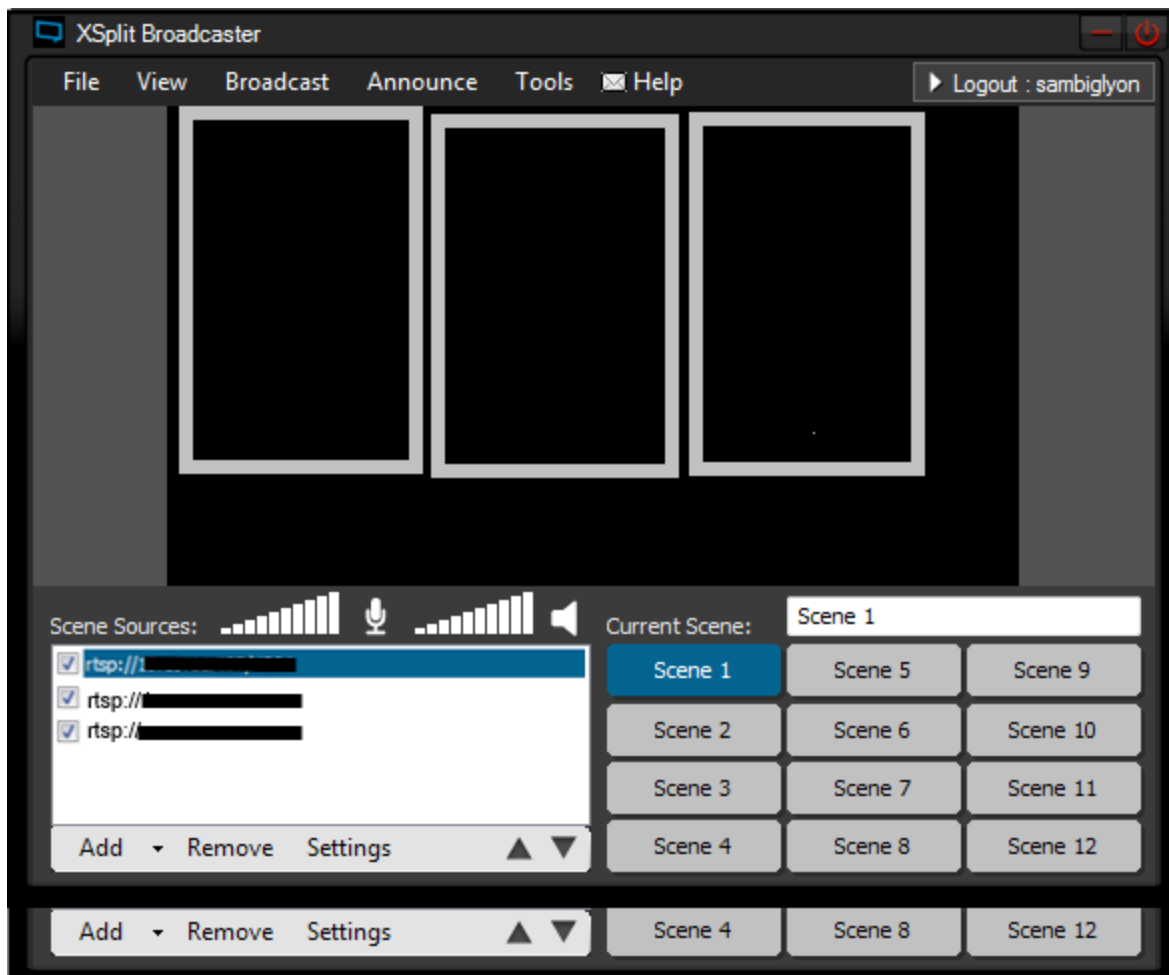 XSplit Broadcaster
File View Broadcast Announce Tools Help
Logout : sambiglyon
Scene Sources:
Current Scene:
Scene 1
rtsp://
rtsp://
rtsp://
Scene 1 Scene 5 Scene 9
Scene 2 Scene 6 Scene 10
Scene 3 Scene 7 Scene 11
Add Remove Settings
Scene 4 Scene 8 Scene 12
Add Remove Settings
Scene 4 Scene 8 Scene 12